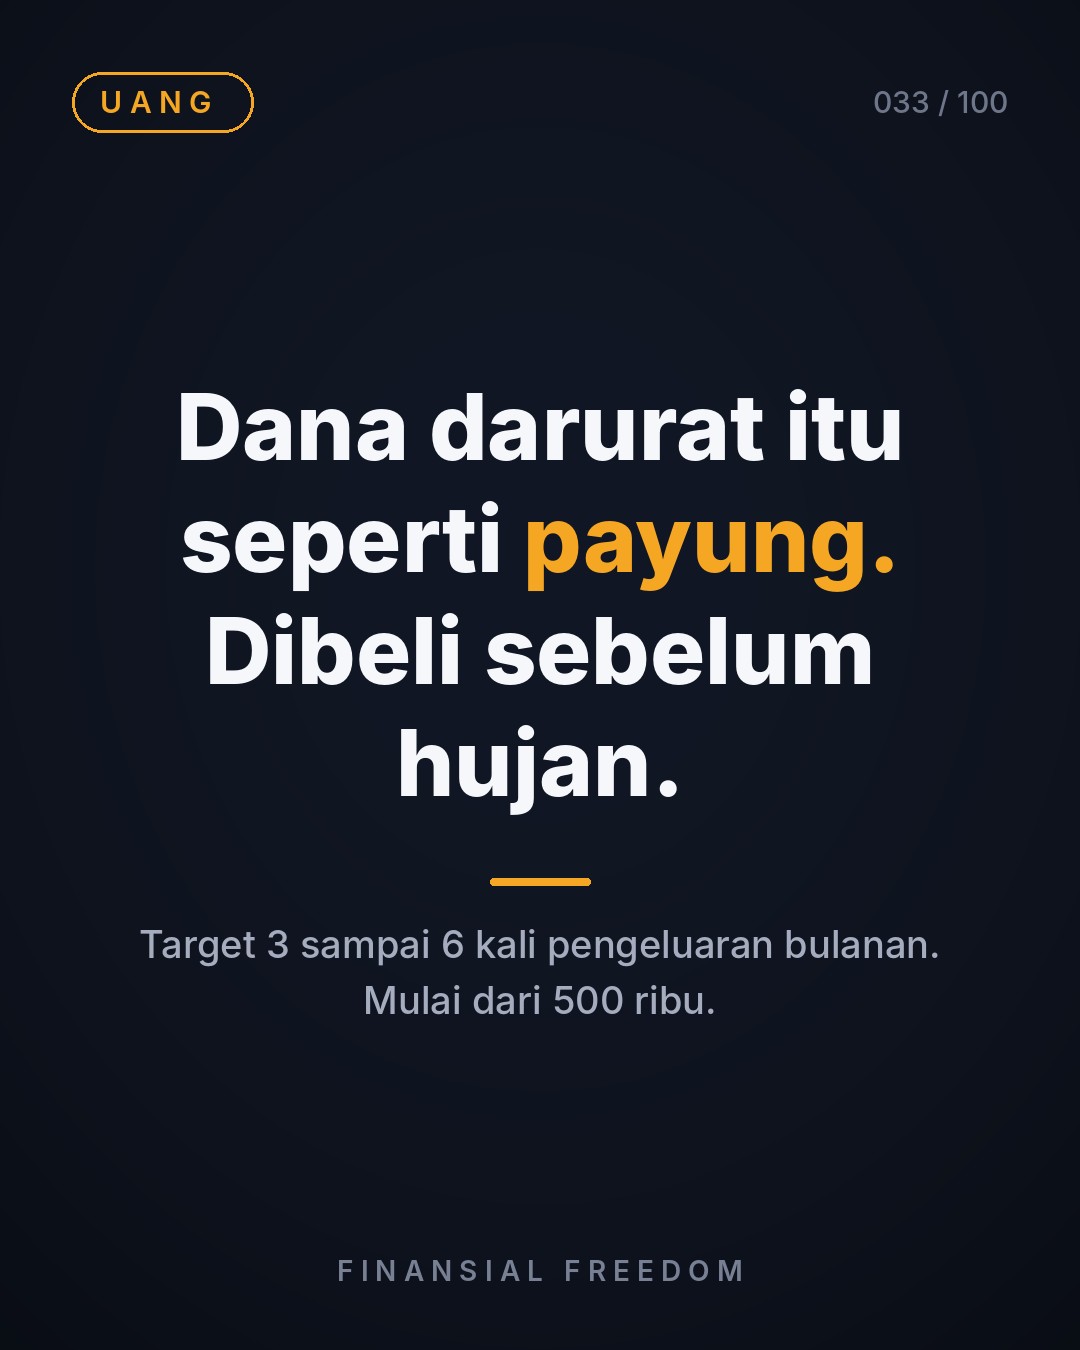 UANG
033 / 100
Dana darurat itu
seperti payung.
Dibeli sebelum
hujan.
Target 3 sampai 6 kali pengeluaran bulanan.
Mulai dari 500 ribu.
FINANSIAL FREEDOM